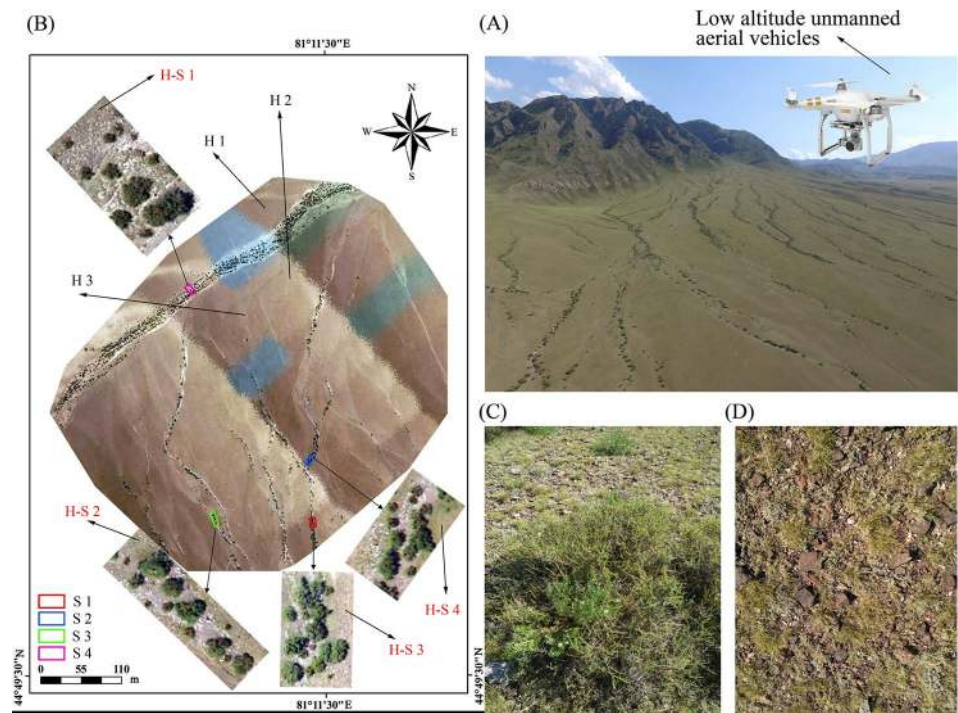 (B)
81°11'30"E
H-S 1
H 2
H 1
N
W
E
S
H 3
H-S 2
H-S 4
H-S 3
S 1
S 2
S 3
S 4
0 55 110
m
44°49'30"N
44°49'30"N
81°11'30"E
(A)
Low altitude unmanned
aerial vehicles
(C)
(D)